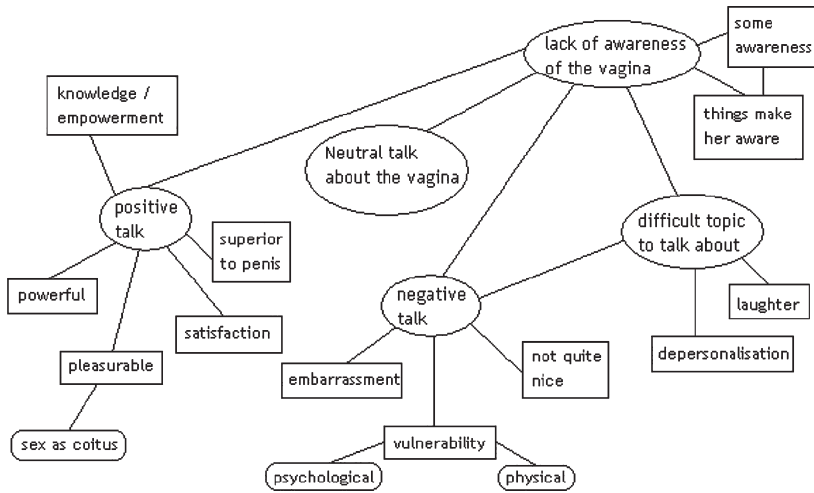 lack of awareness
of the vagina
some
awareness
things make
her aware
knowledge /
empowerment
Neutral talk
about the vagina
positive
talk
superior
to penis
difficult topic
to talk about
powerful
satisfaction
negative
talk
laughter
pleasurable
embarrassment
not quite
nice
depersonalisation
sex as coitus
vulnerability
psychological
physical